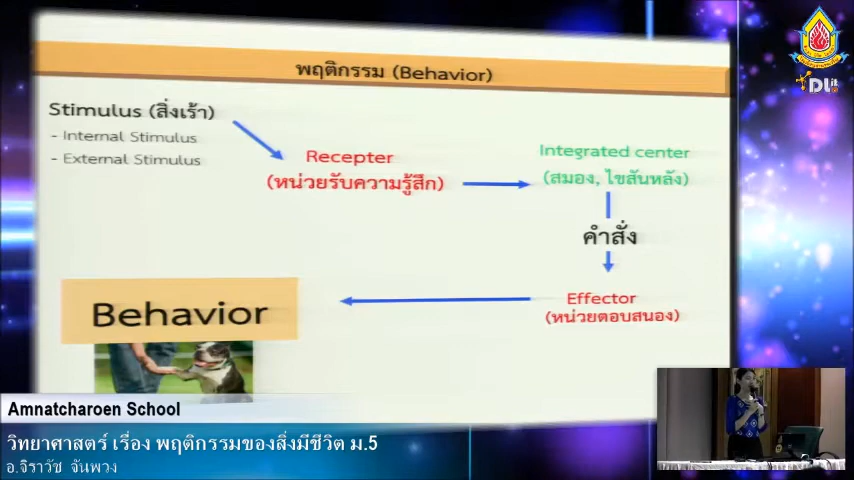 พฤติกรรม (Behavior)
Stimulus (สิ่งเร้า)
- Internal Stimulus
- External Stimulus
Recepter
(หน่วยรับความรู้สึก)
Integrated center
(สมอง, ไขสันหลัง)
คำสั่ง
Effector
(หน่วยตอบสนอง)
Behavior
DLit
Amnatcharoen School
วิทยาศาสตร์ เรื่อง พฤติกรรมของสิ่งมีชีวิต ม.5
อ.จิราวัช จันพวง